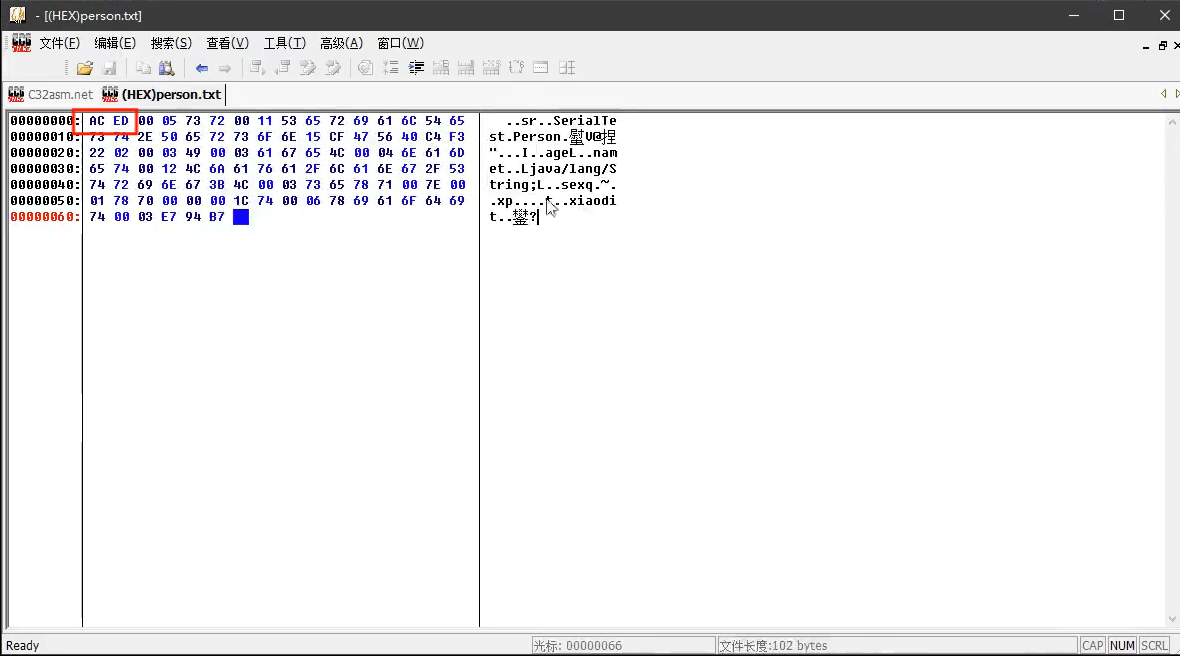 - [(HEX)person.txt]
文件(F) 编辑(E) 搜索(S) 查看(V) 工具(T) 高级(A) 窗口(W)
C32asm.net (HEX)person.txt
00000000: AC ED 00 05 73 72 00 11 53 65 72 69 61 6C 54 65 ..sr..SerialTe
00000010: 73 74 2E 50 65 72 73 6F 6E 15 CF 47 56 40 C4 F3 st.Person.蟹V@捏
00000020: 22 02 00 03 49 00 03 61 67 65 4C 00 04 6E 61 6D "...I..ageL..nam
00000030: 65 74 00 12 4C 6A 61 76 61 2F 6C 61 6E 67 2F 53 et..Ljava/lang/S
00000040: 74 72 69 6E 67 3B 4C 00 03 73 65 78 71 00 7E 00 tring;L..sexq.~.
00000050: 01 78 70 00 00 00 1C 74 00 06 78 69 61 6F 64 69 .xp....t..xiaodi
00000060: 74 00 03 E7 94 B7 t..鐢?
Ready 光标: 00000066 文件长度:102 bytes CAP NUM SCRL